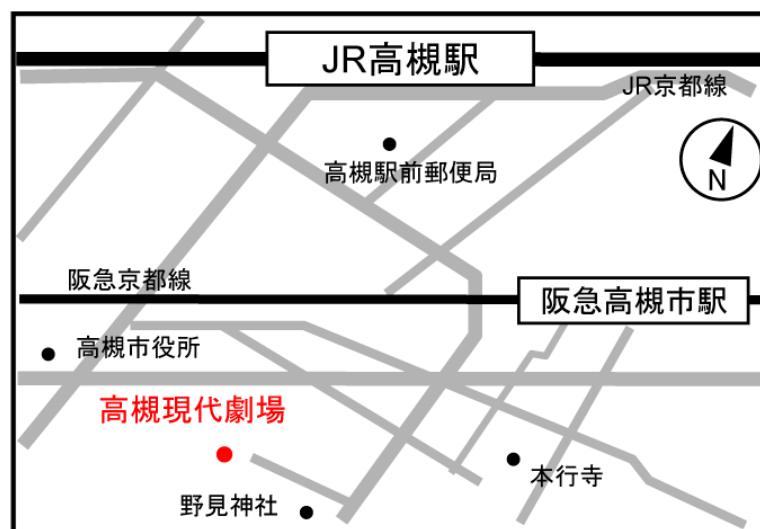 JR高槻駅
JR京都線
高槻駅前郵便局
N
阪急京都線
阪急高槻市駅
高槻市役所
高槻現代劇場
本行寺
野見神社